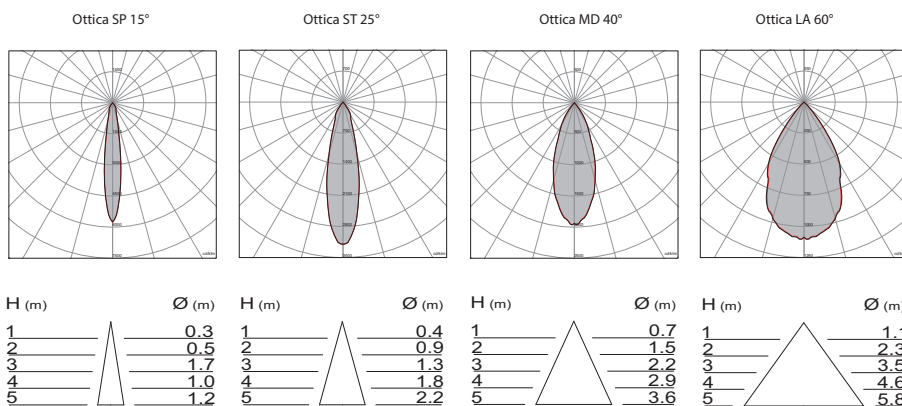 Ottica SP 15°
Ottica ST 25°
Ottica MD 40°
Ottica LA 60°
H (m) Ø (m)
1 0.3
2 0.5
3 1.7
4 1.0
5 1.2
H (m) Ø (m)
1 0.4
2 0.9
3 1.3
4 1.8
5 2.2
H (m) Ø (m)
1 0.7
2 1.5
3 2.2
4 2.9
5 3.6
H (m) Ø (m)
1 1.1
2 2.3
3 3.5
4 4.6
5 5.8